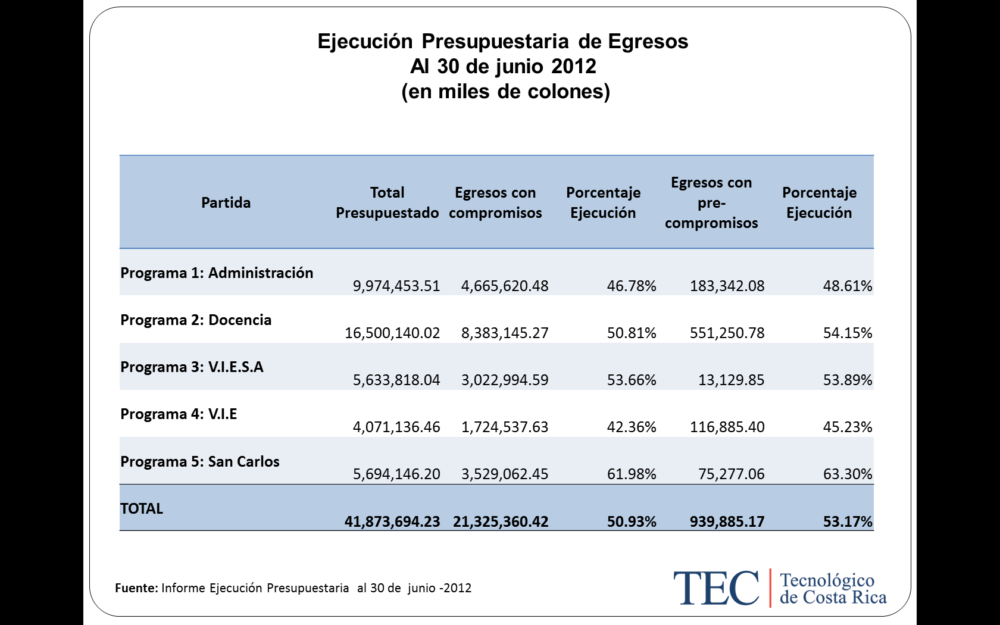 Ejecución Presupuestaria de Egresos
Al 30 de junio 2012
(en miles de colones)
Partida
Total
Presupuestado
Egresos con
compromisos
Porcentaje
Ejecución
Egresos con
pre-
compromisos
Porcentaje
Ejecución
Programa 1: Administración 9,974,453.51 4,665,620.48 46.78% 183,342.08 48.61%
Programa 2: Docencia 16,500,140.02 8,383,145.27 50.81% 551,250.78 54.15%
Programa 3: V.I.E.S.A 5,633,818.04 3,022,994.59 53.66% 13,129.85 53.89%
Programa 4: V.I.E 4,071,136.46 1,724,537.63 42.36% 116,885.40 45.23%
Programa 5: San Carlos 5,694,146.20 3,529,062.45 61.98% 75,277.06 63.30%
TOTAL 41,873,694.23 21,325,360.42 50.93% 939,885.17 53.17%
Fuente: Informe Ejecución Presupuestaria al 30 de junio -2012
TEC
Tecnológico
de Costa Rica